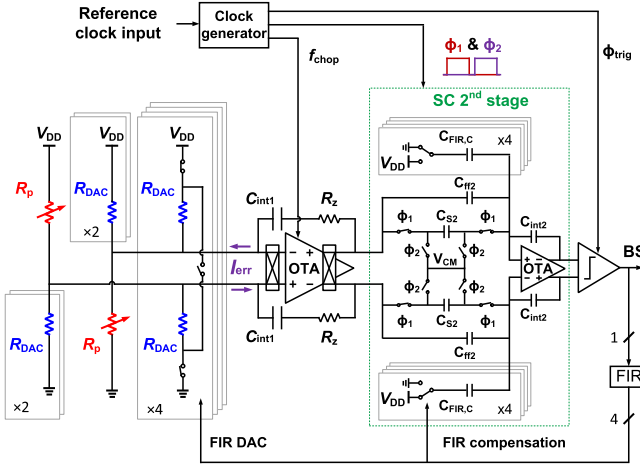 Reference
clock input
Clock
generator
f_chop
ϕ1 & ϕ2
ϕtrig
SC 2nd stage
VDD
VDD
VDD
Rp
RDAC
×2
RDAC
Cint1
Rz
Ierr
OTA
Cint1
Rz
RDAC
×2
Rp
RDAC
×4
FIR DAC
CFIR,C
VDD
x4
Cff2
ϕ1
CS2
ϕ1
ϕ2
VCM
ϕ2
ϕ2
ϕ2
ϕ1
CS2
ϕ1
Cff2
VDD
CFIR,C
x4
FIR compensation
Cint2
OTA
Cint2
BS
1
FIR
4